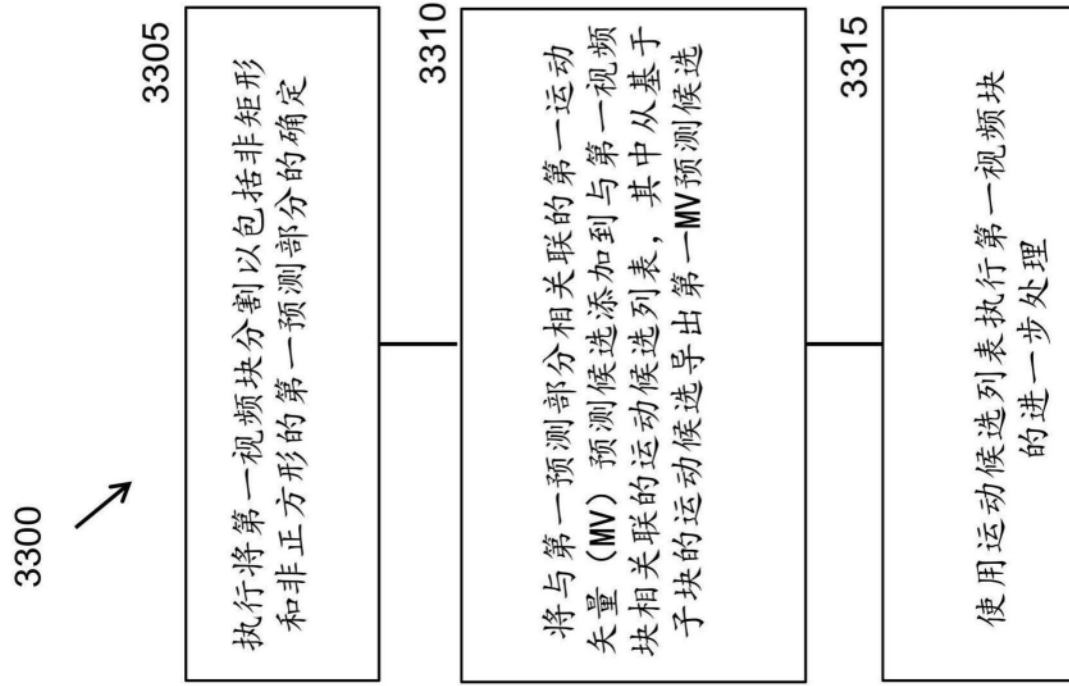 3300
3305
执行将第一视频块分割以包括非矩形
和非正方形的第一预测部分的确定
3310
将与第一预测部分相关联的第一运动
矢量（MV）预测候选添加到与第一视频
块相关联的运动候选列表，其中从基于
子块的运动候选导出第一MV预测候选
3315
使用运动候选列表执行第一视频块
的进一步处理